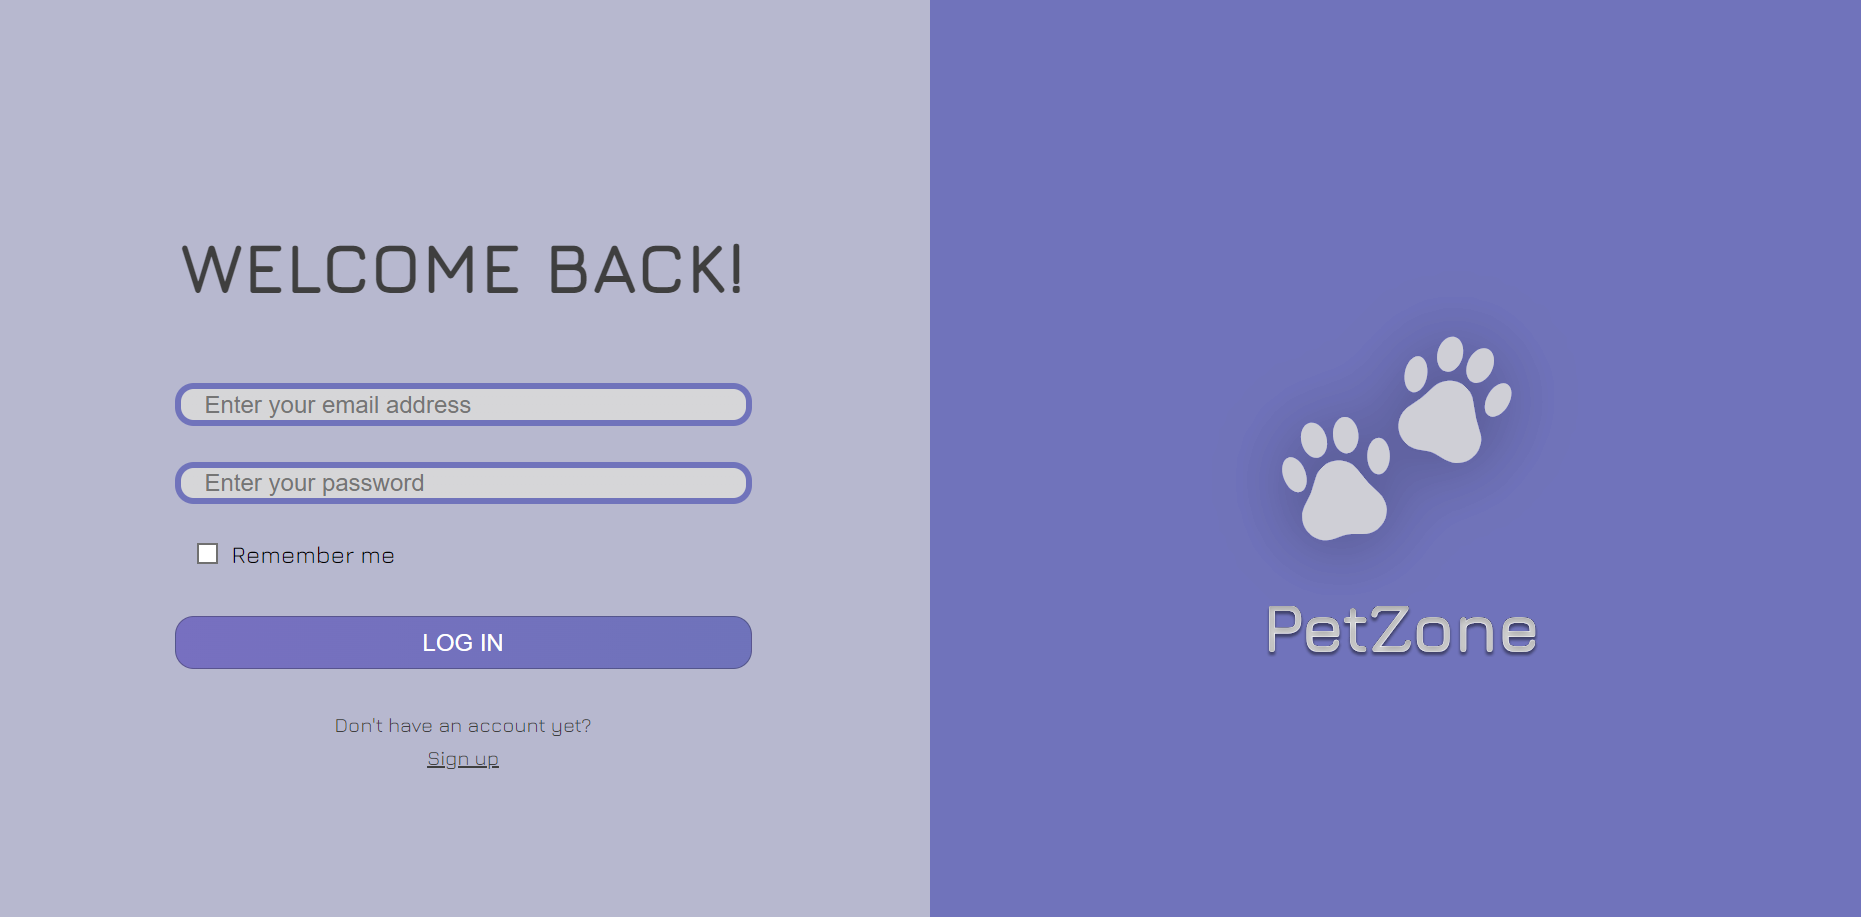 WELCOME BACK!
Enter your email address
Enter your password
Remember me
LOG IN
Don't have an account yet?
Sign up
PetZone